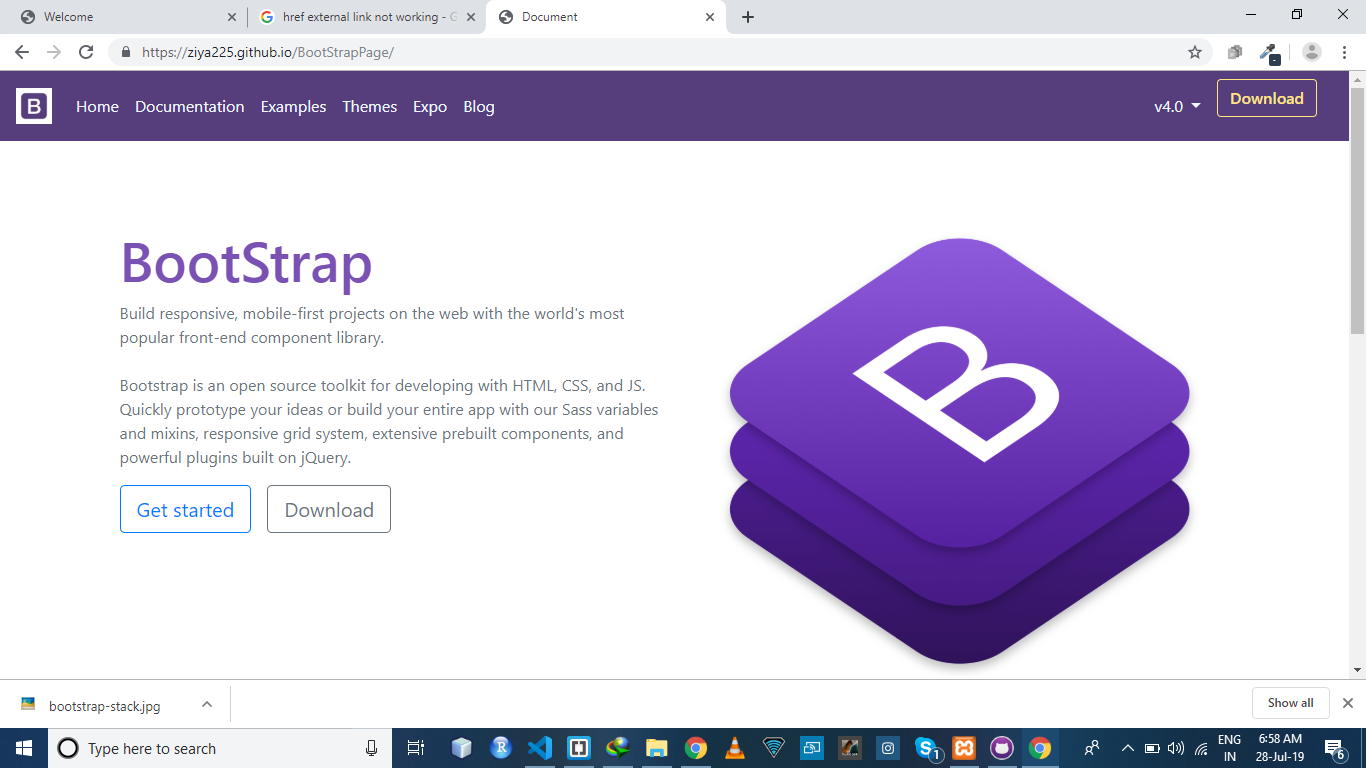 Welcome
href external link not working - G
Document
https://ziya225.github.io/BootStrapPage/
B
Home
Documentation
Examples
Themes
Expo
Blog
v4.0
Download
BootStrap
Build responsive, mobile-first projects on the web with the world's most
popular front-end component library.
Bootstrap is an open source toolkit for developing with HTML, CSS, and JS.
Quickly prototype your ideas or build your entire app with our Sass variables
and mixins, responsive grid system, extensive prebuilt components, and
powerful plugins built on jQuery.
Get started
Download
B
bootstrap-stack.jpg
Show all
Type here to search
R
S
1
ENG
IN
6:58 AM
28-Jul-19
6